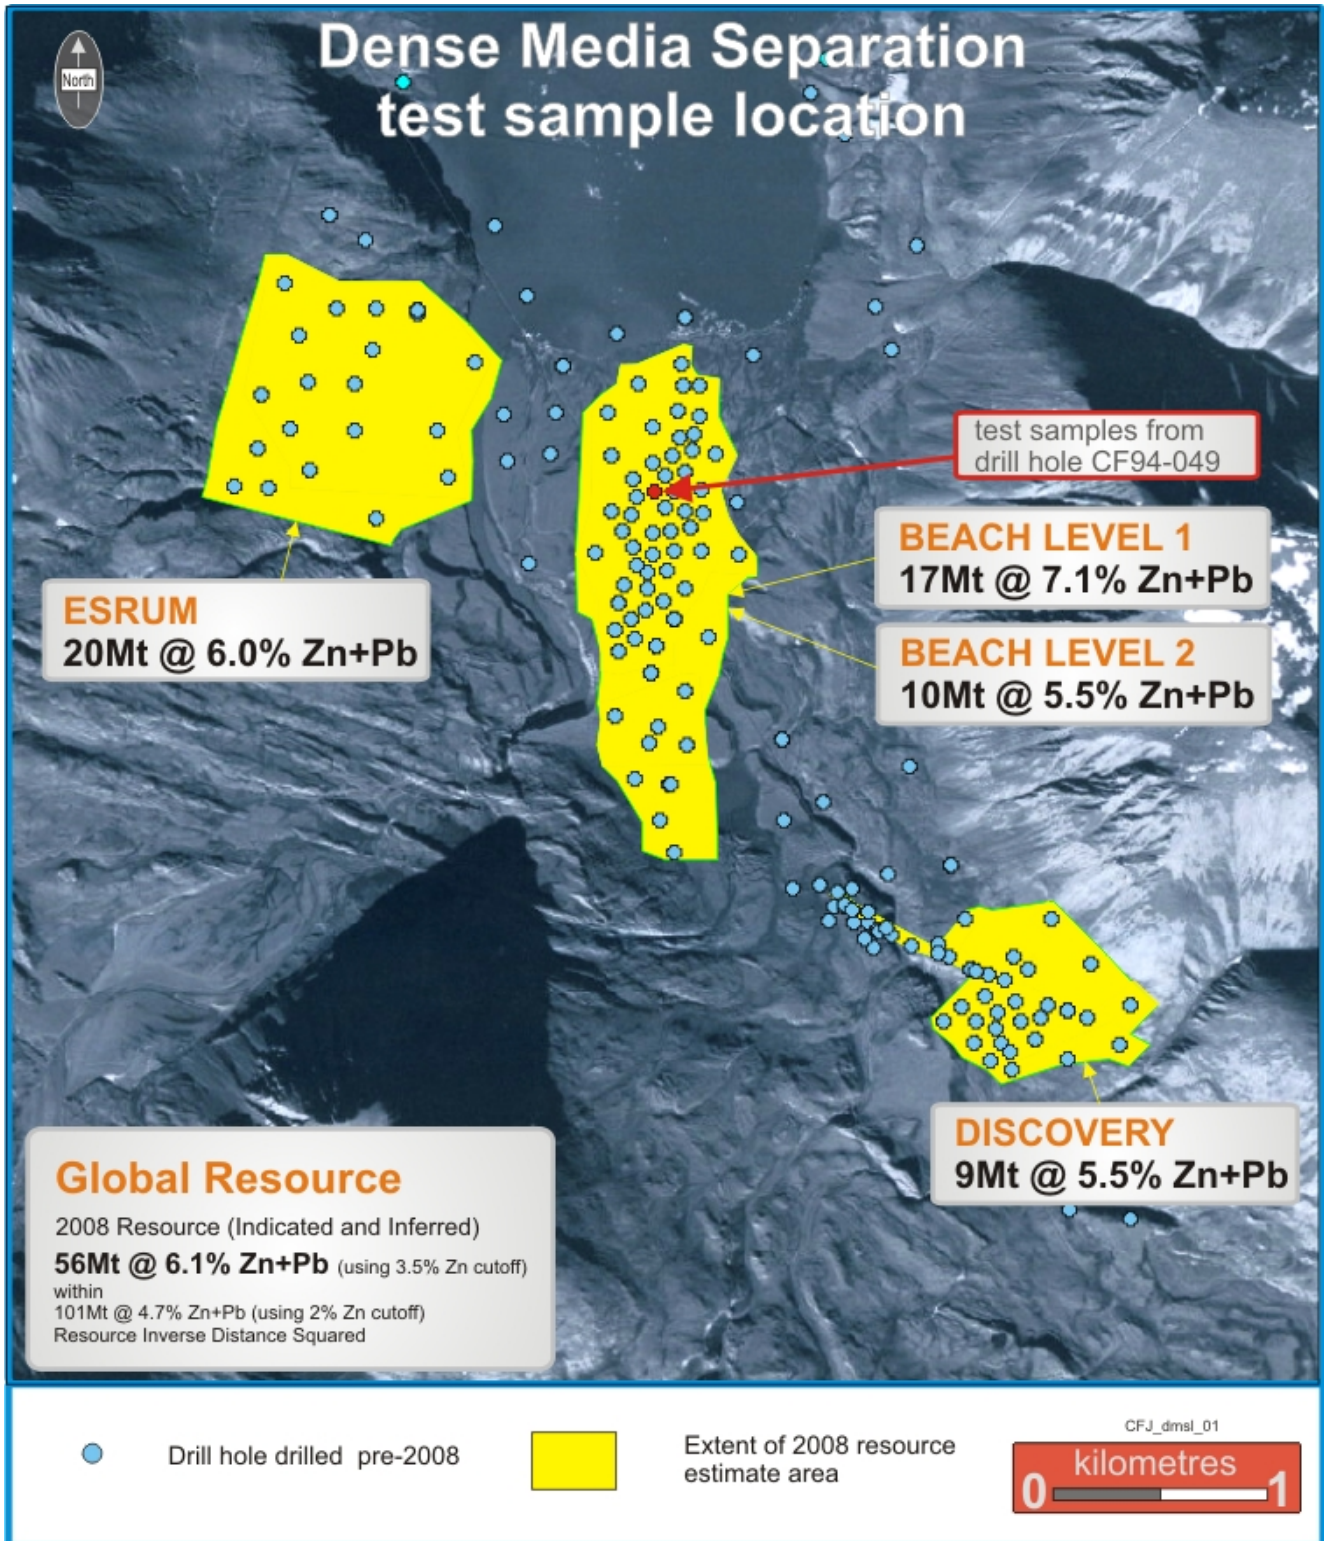 Dense Media Separation
test sample location
North
test samples from
drill hole CF94-049
BEACH LEVEL 1
17Mt @ 7.1% Zn+Pb
ESRUM
20Mt @ 6.0% Zn+Pb
BEACH LEVEL 2
10Mt @ 5.5% Zn+Pb
DISCOVERY
9Mt @ 5.5% Zn+Pb
Global Resource
2008 Resource (Indicated and Inferred)
56Mt @ 6.1% Zn+Pb (using 3.5% Zn cutoff)
within
101Mt @ 4.7% Zn+Pb (using 2% Zn cutoff)
Resource Inverse Distance Squared
Drill hole drilled pre-2008
Extent of 2008 resource
estimate area
CFJ_dmsl_01
kilometres
0 1